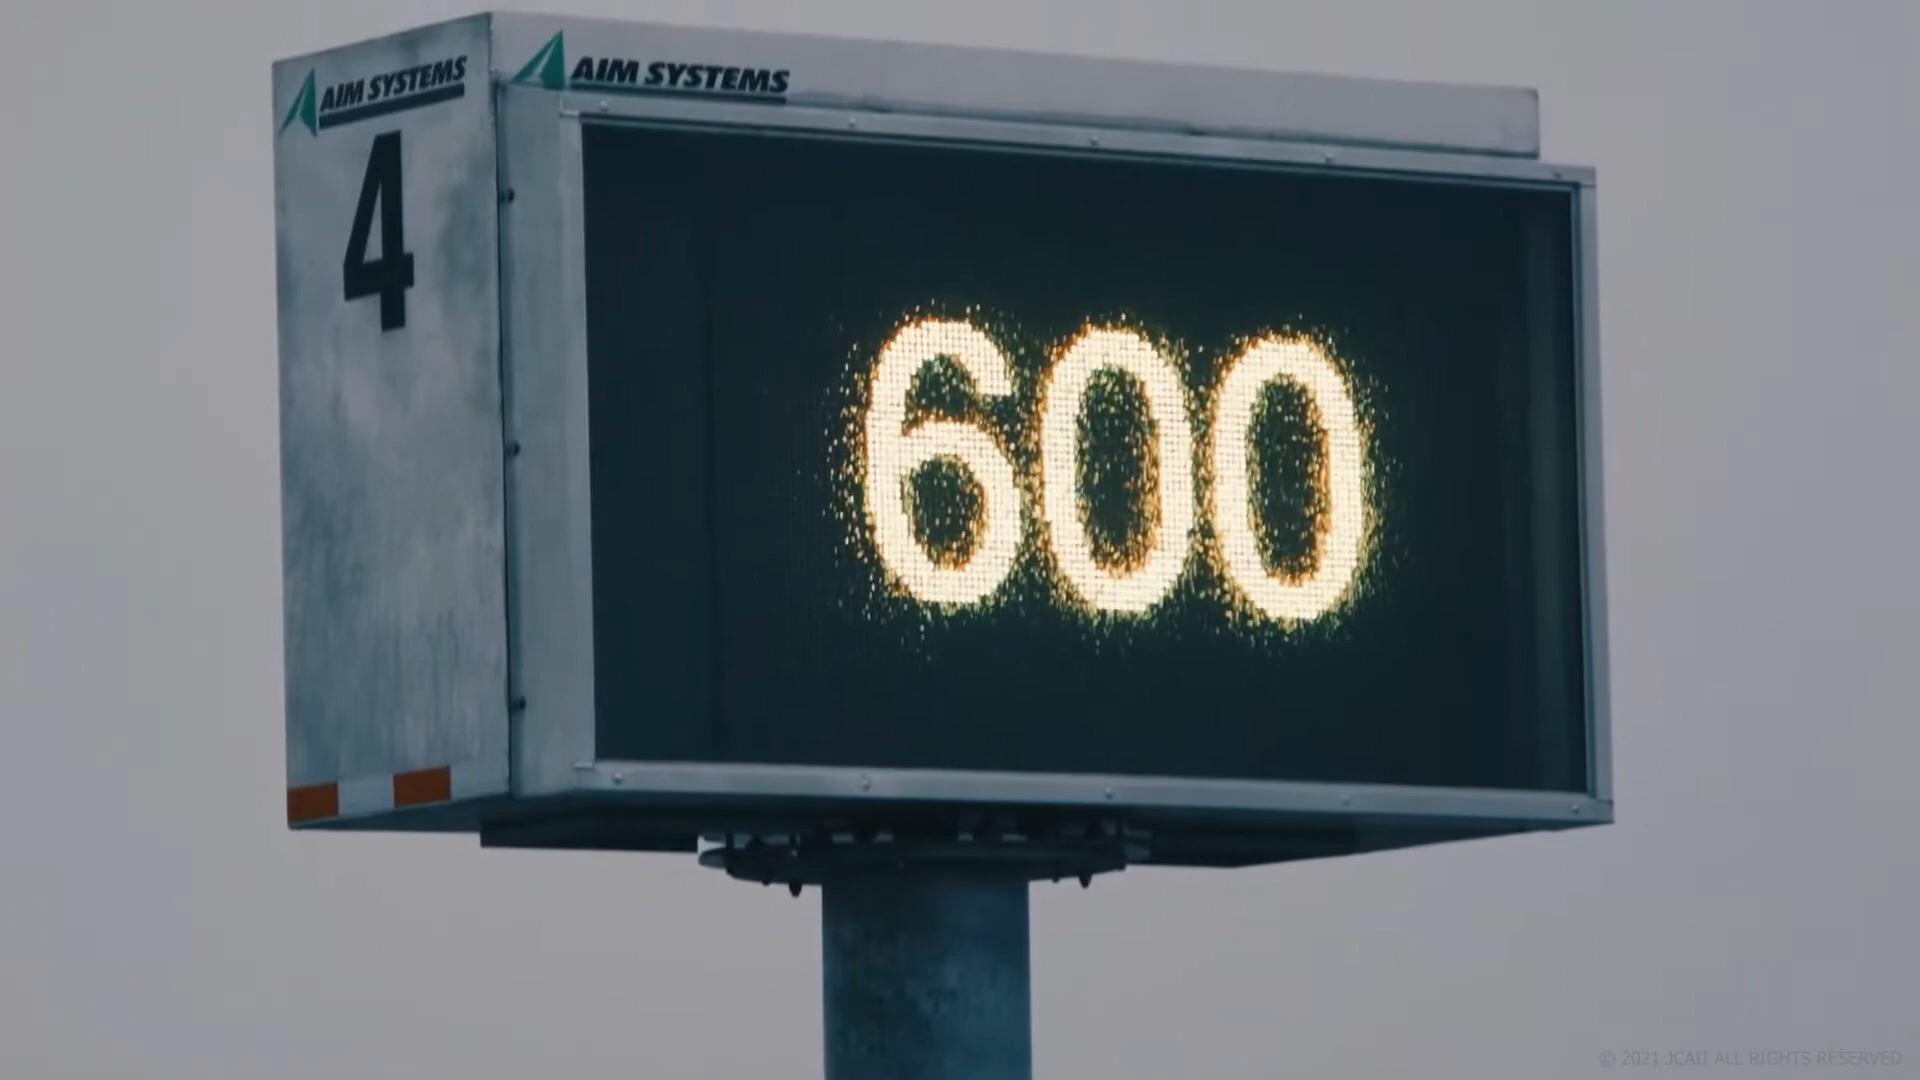 AIM SYSTEMS
4
AIM SYSTEMS
600
© 2021 JCAII ALL RIGHTS RESERVED